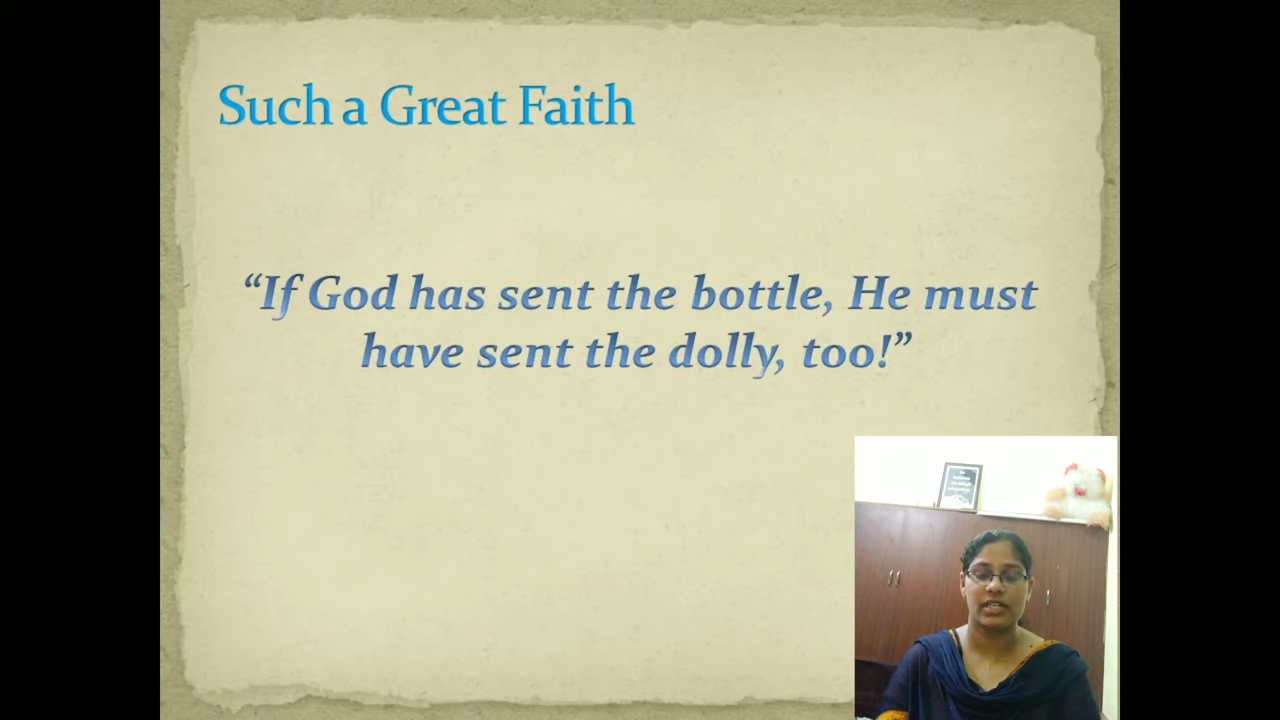 Such a Great Faith
“If God has sent the bottle, He must
have sent the dolly, too!”